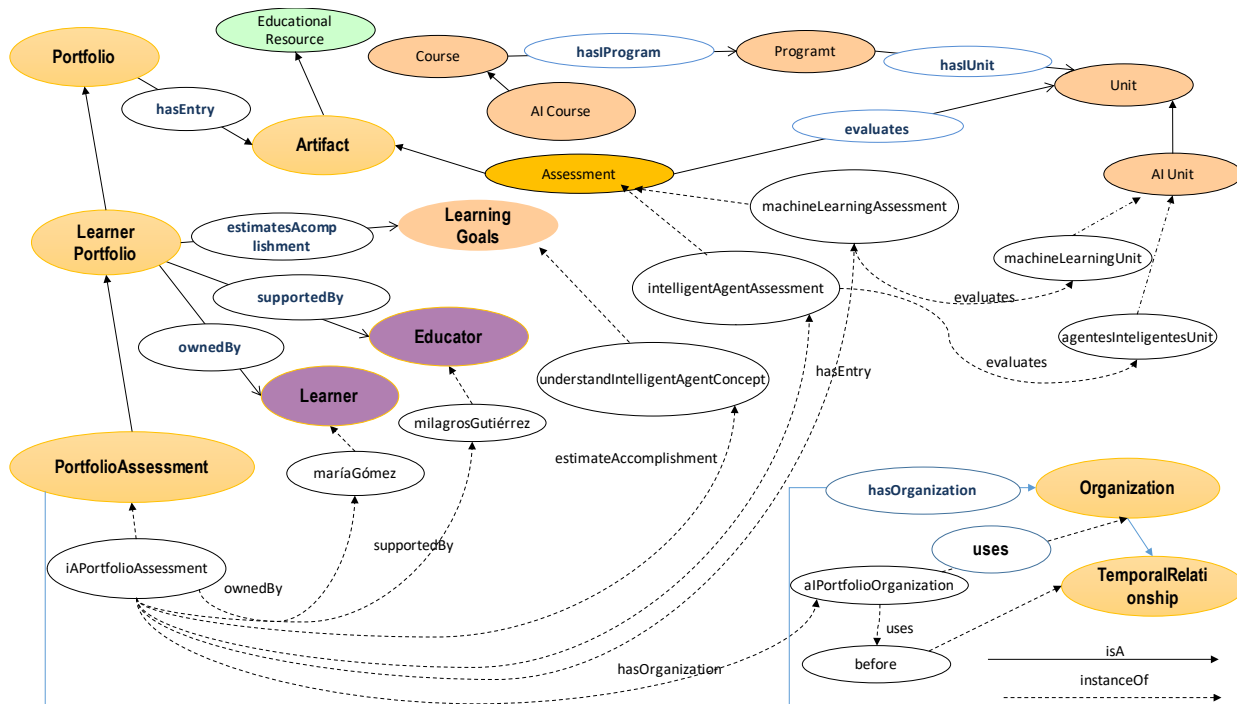 Educational
Resource
Portfolio
Course
hasIProgram
Programt
hasIUnit
Unit
hasEntry
AI Course
evaluates
Artifact
Assessment
AI Unit
machineLearningAssessment
Learner
Portfolio
estimatesAcomp
lishment
Learning
Goals
machineLearningUnit
supportedBy
intelligentAgentAssessment
evaluates
Educator
ownedBy
agentesInteligentesUnit
evaluates
hasEntry
understandIntelligentAgentConcept
Learner
milagrosGutiérrez
PortfolioAssessment
maríaGómez
estimateAccomplishment
hasOrganization
Organization
supportedBy
uses
iAPortfolioAssessment
ownedBy
aIPortfolioOrganization
TemporalRelati
onship
uses
before
hasOrganization
isA
instanceOf